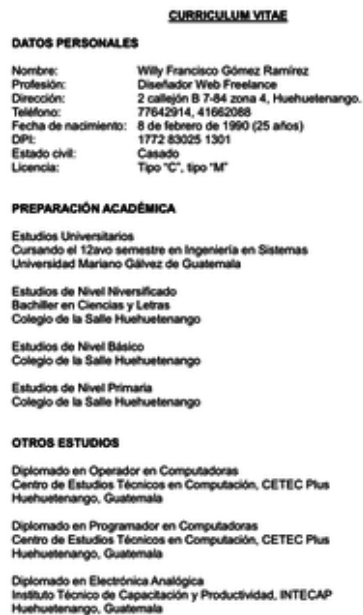 CURRICULUM VITAE
DATOS PERSONALES
Nombre: Willy Francisco Gómez Ramírez
Profesión: Diseñador Web Freelance
Dirección: 2 callejón B 7-84 zona 4, Huehuetenango.
Teléfono: 77642914, 41662088
Fecha de nacimiento: 8 de febrero de 1990 (25 años)
DPI: 1772 83025 1301
Estado civil: Casado
Licencia: Tipo "C", tipo "M"
PREPARACIÓN ACADÉMICA
Estudios Universitarios
Cursando el 12avo semestre en Ingeniería en Sistemas
Universidad Mariano Gálvez de Guatemala
Estudios de Nivel Niversificado
Bachiller en Ciencias y Letras
Colegio de la Salle Huehuetenango
Estudios de Nivel Básico
Colegio de la Salle Huehuetenango
Estudios de Nivel Primaria
Colegio de la Salle Huehuetenango
OTROS ESTUDIOS
Diplomado en Operador en Computadoras
Centro de Estudios Técnicos en Computación, CETEC Plus
Huehuetenango, Guatemala
Diplomado en Programador en Computadoras
Centro de Estudios Técnicos en Computación, CETEC Plus
Huehuetenango, Guatemala
Diplomado en Electrónica Analógica
Instituto Técnico de Capacitación y Productividad, INTECAP
Huehuetenango, Guatemala